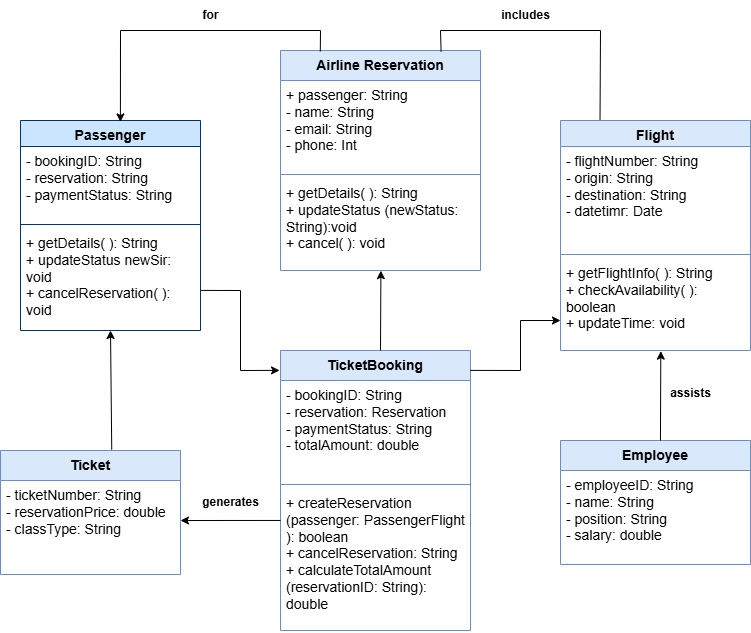 for
includes
Airline Reservation
+ passenger: String
- name: String
- email: String
- phone: Int
+ getDetails( ): String
+ updateStatus (newStatus:
String):void
+ cancel( ): void
Passenger
- bookingID: String
- reservation: String
- paymentStatus: String
+ getDetails( ): String
+ updateStatus newSir:
void
+ cancelReservation( ):
void
Flight
- flightNumber: String
- origin: String
- destination: String
- datetimr: Date
+ getFlightInfo( ): String
+ checkAvailability( ):
boolean
+ updateTime: void
TicketBooking
- bookingID: String
- reservation: Reservation
- paymentStatus: String
- totalAmount: double
+ createReservation
(passenger: PassengerFlight
): boolean
+ cancelReservation: String
+ calculateTotalAmount
(reservationID: String):
double
assists
Ticket
- ticketNumber: String
- reservationPrice: double
- classType: String
generates
Employee
- employeeID: String
- name: String
- position: String
- salary: double